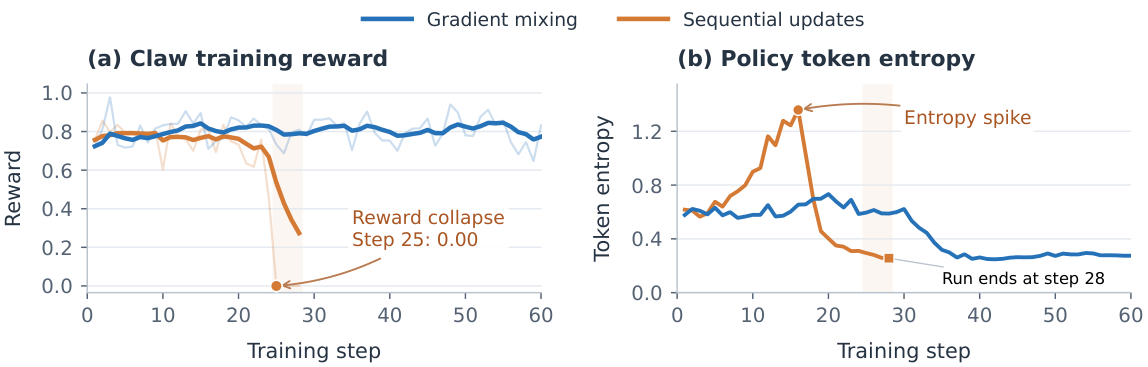 Gradient mixing
Sequential updates
(a) Claw training reward
Reward
1.0
0.8
0.6
0.4
0.2
0.0
Reward collapse
Step 25: 0.00
0
10
20
30
40
50
60
Training step
(b) Policy token entropy
Token entropy
1.2
0.8
0.4
0.0
Entropy spike
Run ends at step 28
0
10
20
30
40
50
60
Training step